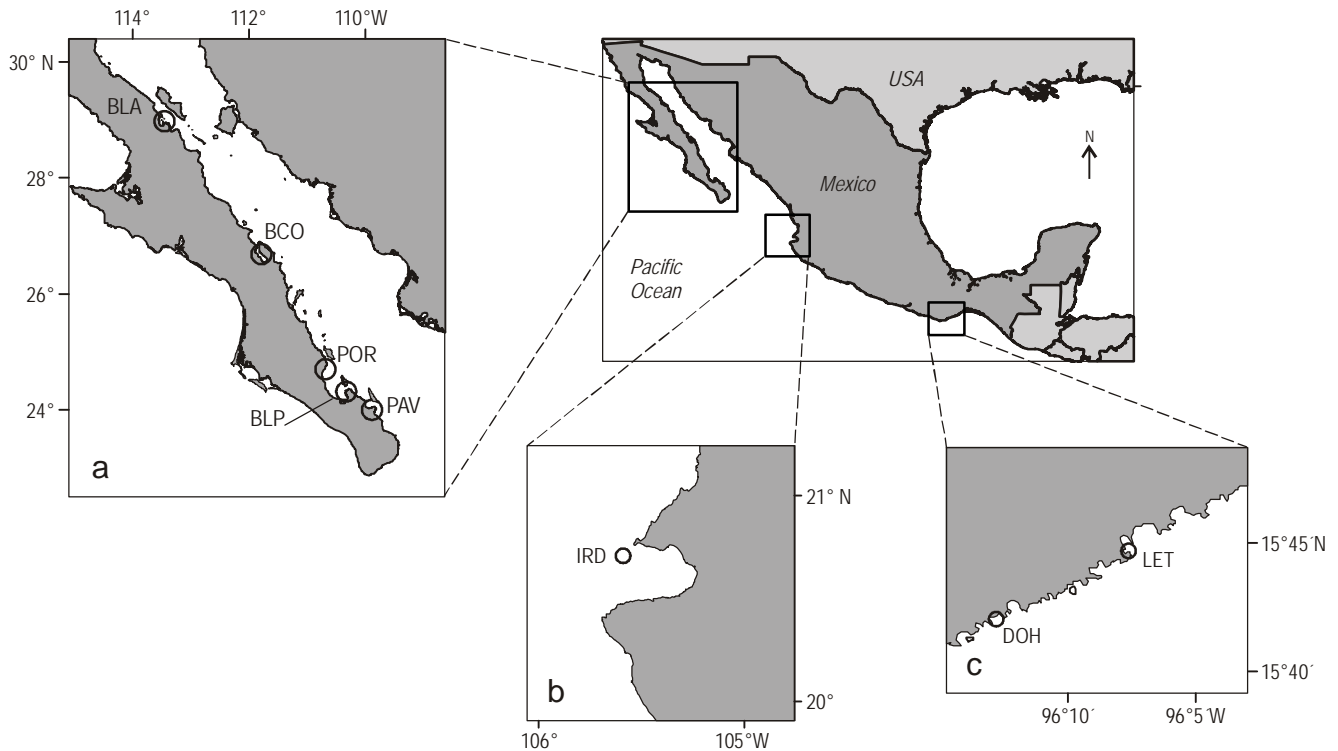 114°
112°
110°W
30° N
28°
26°
24°
BLA
BCO
POR
BLP
PAV
a
USA
N
Mexico
Pacific
Ocean
21° N
IRD
20°
b
106°
105°W
15°45´N
LET
DOH
15°40´
c
96°10´
96°5´W